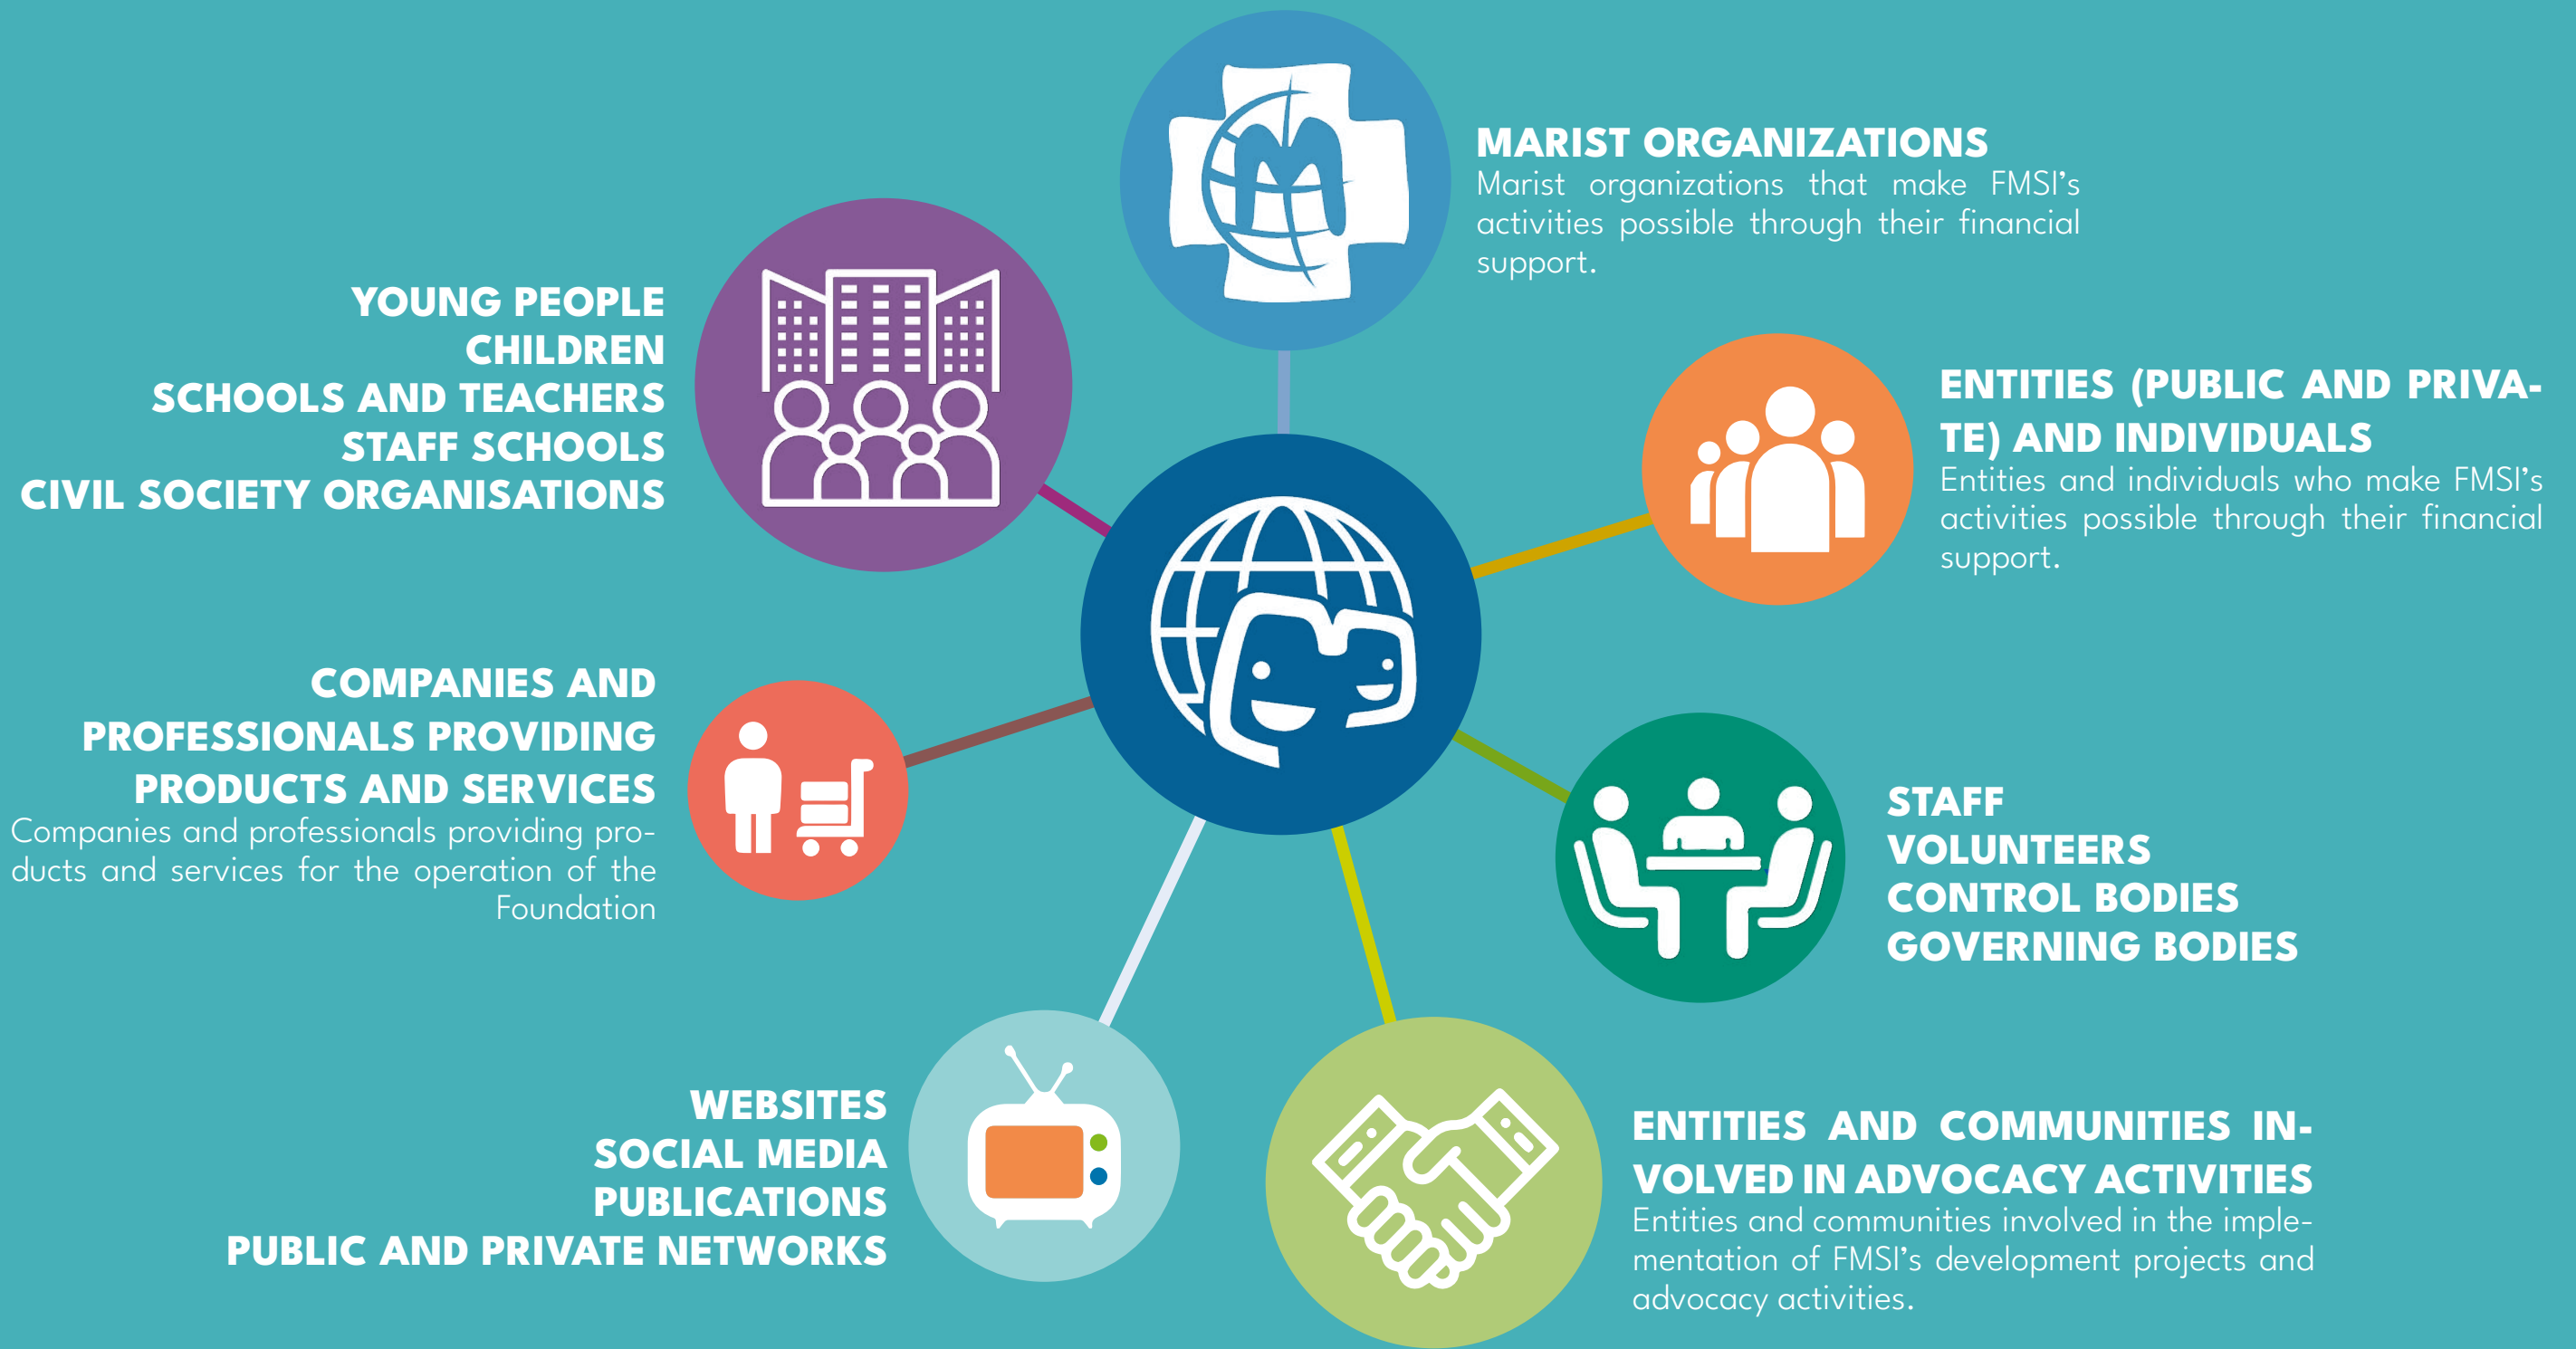 MARIST ORGANIZATIONS
Marist organizations that make FMSI's
activities possible through their financial
support.
YOUNG PEOPLE
CHILDREN
SCHOOLS AND TEACHERS
STAFF SCHOOLS
CIVIL SOCIETY ORGANISATIONS
ENTITIES (PUBLIC AND PRIVA-
TE) AND INDIVIDUALS
Entities and individuals who make FMSI's
activities possible through their financial
support.
COMPANIES AND
PROFESSIONALS PROVIDING
PRODUCTS AND SERVICES
Companies and professionals providing pro-
ducts and services for the operation of the
Foundation
STAFF
VOLUNTEERS
CONTROL BODIES
GOVERNING BODIES
WEBSITES
SOCIAL MEDIA
PUBLICATIONS
PUBLIC AND PRIVATE NETWORKS
ENTITIES AND COMMUNITIES IN-
VOLVED IN ADVOCACY ACTIVITIES
Entities and communities involved in the imple-
mentation of FMSI's development projects and
advocacy activities.